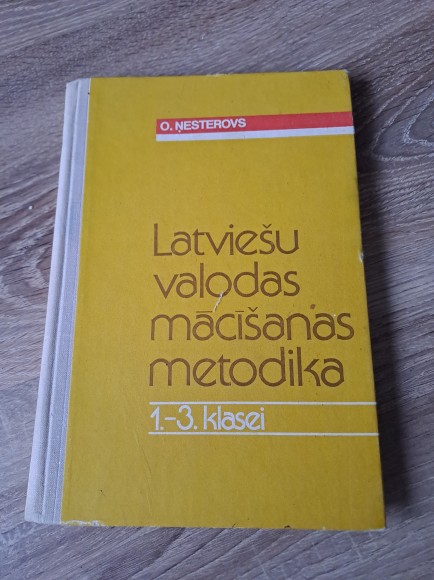 O. ŅESTEROVS
Latviešu
valodas
mācīšanas
metodika
1.–3. klasei